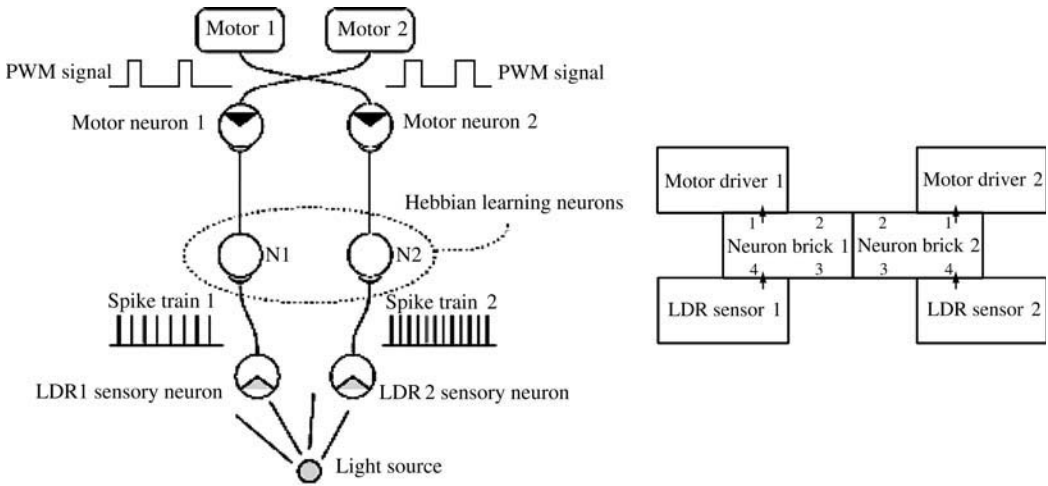 Motor 1
Motor 2
PWM signal
PWM signal
Motor neuron 1
Motor neuron 2
Hebbian learning neurons
N1
N2
Spike train 1
Spike train 2
LDR1 sensory neuron
LDR2 sensory neuron
Light source
Motor driver 1
Motor driver 2
1 2 2 1
Neuron brick 1
Neuron brick 2
4 3 3 4
LDR sensor 1
LDR sensor 2